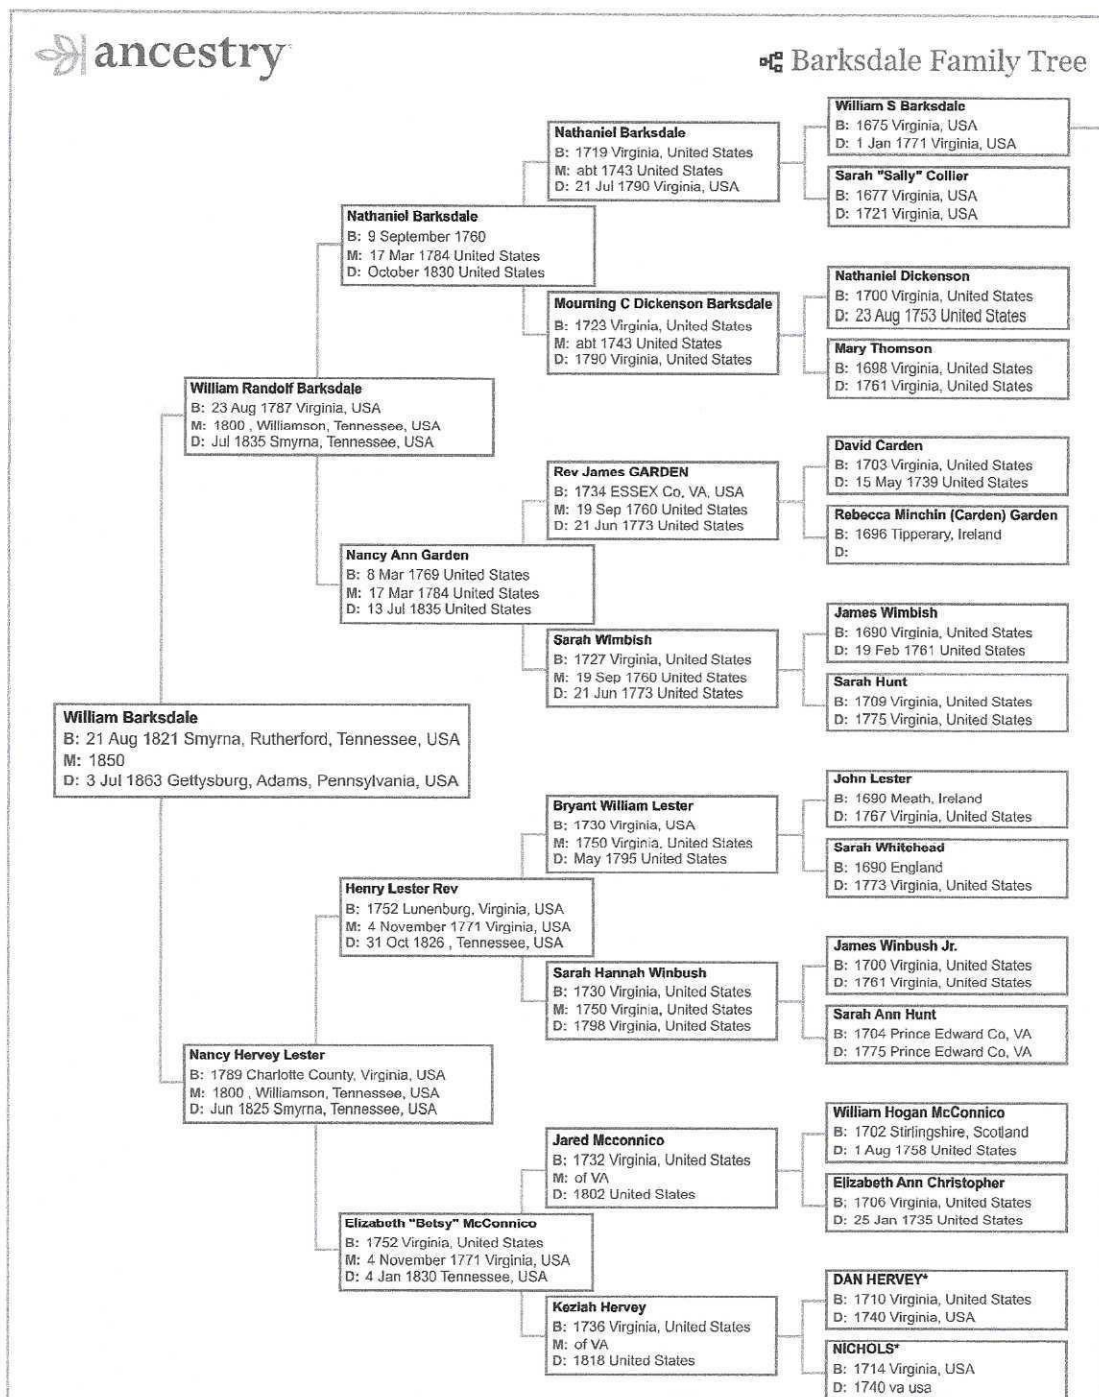 ancestry
Barksdale Family Tree
William S Barksdale
B: 1675 Virginia, USA
D: 1 Jan 1771 Virginia, USA
Nathaniel Barksdale
B: 1719 Virginia, United States
M: abt 1743 United States
D: 21 Jul 1790 Virginia, USA
Sarah "Sally" Collier
B: 1677 Virginia, USA
D: 1721 Virginia, USA
Nathaniel Barksdale
B: 9 September 1760
M: 17 Mar 1784 United States
D: October 1830 United States
Nathaniel Dickenson
B: 1700 Virginia, United States
D: 23 Aug 1753 United States
Mourning C Dickenson Barksdale
B: 1723 Virginia, United States
M: abt 1743 United States
D: 1790 Virginia, United States
Mary Thomson
B: 1698 Virginia, United States
D: 1761 Virginia, United States
William Randolf Barksdale
B: 23 Aug 1787 Virginia, USA
M: 1800 , Williamson, Tennessee, USA
D: Jul 1835 Smyrna, Tennessee, USA
David Carden
B: 1703 Virginia, United States
D: 15 May 1739 United States
Rev James GARDEN
B: 1734 ESSEX Co, VA, USA
M: 19 Sep 1760 United States
D: 21 Jun 1773 United States
Rebecca Minchin (Carden) Garden
B: 1696 Tipperary, Ireland
D:
Nancy Ann Garden
B: 8 Mar 1769 United States
M: 17 Mar 1784 United States
D: 13 Jul 1835 United States
James Wimbish
B: 1690 Virginia, United States
D: 19 Feb 1761 United States
Sarah Wimbish
B: 1727 Virginia, United States
M: 19 Sep 1760 United States
D: 21 Jun 1773 United States
Sarah Hunt
B: 1709 Virginia, United States
D: 1775 Virginia, United States
William Barksdale
B: 21 Aug 1821 Smyrna, Rutherford, Tennessee, USA
M: 1850
D: 3 Jul 1863 Gettysburg, Adams, Pennsylvania, USA
John Lester
B: 1690 Meath, Ireland
D: 1767 Virginia, United States
Bryant William Lester
B: 1730 Virginia, USA
M: 1750 Virginia, United States
D: May 1795 United States
Sarah Whitehead
B: 1690 England
D: 1773 Virginia, United States
Henry Lester Rev
B: 1752 Lunenburg, Virginia, USA
M: 4 November 1771 Virginia, USA
D: 31 Oct 1826 , Tennessee, USA
James Winbush Jr.
B: 1700 Virginia, United States
D: 1761 Virginia, United States
Sarah Hannah Winbush
B: 1730 Virginia, United States
M: 1750 Virginia, United States
D: 1798 Virginia, United States
Sarah Ann Hunt
B: 1704 Prince Edward Co, VA
D: 1775 Prince Edward Co, VA
Nancy Hervey Lester
B: 1789 Charlotte County, Virginia, USA
M: 1800 , Williamson, Tennessee, USA
D: Jun 1825 Smyrna, Tennessee, USA
William Hogan McConnico
B: 1702 Stirlingshire, Scotland
D: 1 Aug 1758 United States
Jared Mcconnico
B: 1732 Virginia, United States
M: of VA
D: 1802 United States
Elizabeth Ann Christopher
B: 1706 Virginia, United States
D: 25 Jan 1735 United States
Elizabeth "Betsy" McConnico
B: 1752 Virginia, United States
M: 4 November 1771 Virginia, USA
D: 4 Jan 1830 Tennessee, USA
DAN HERVEY*
B: 1710 Virginia, United States
D: 1740 Virginia, USA
Keziah Hervey
B: 1736 Virginia, United States
M: of VA
D: 1818 United States
NICHOLS*
B: 1714 Virginia, USA
D: 1740 va usa